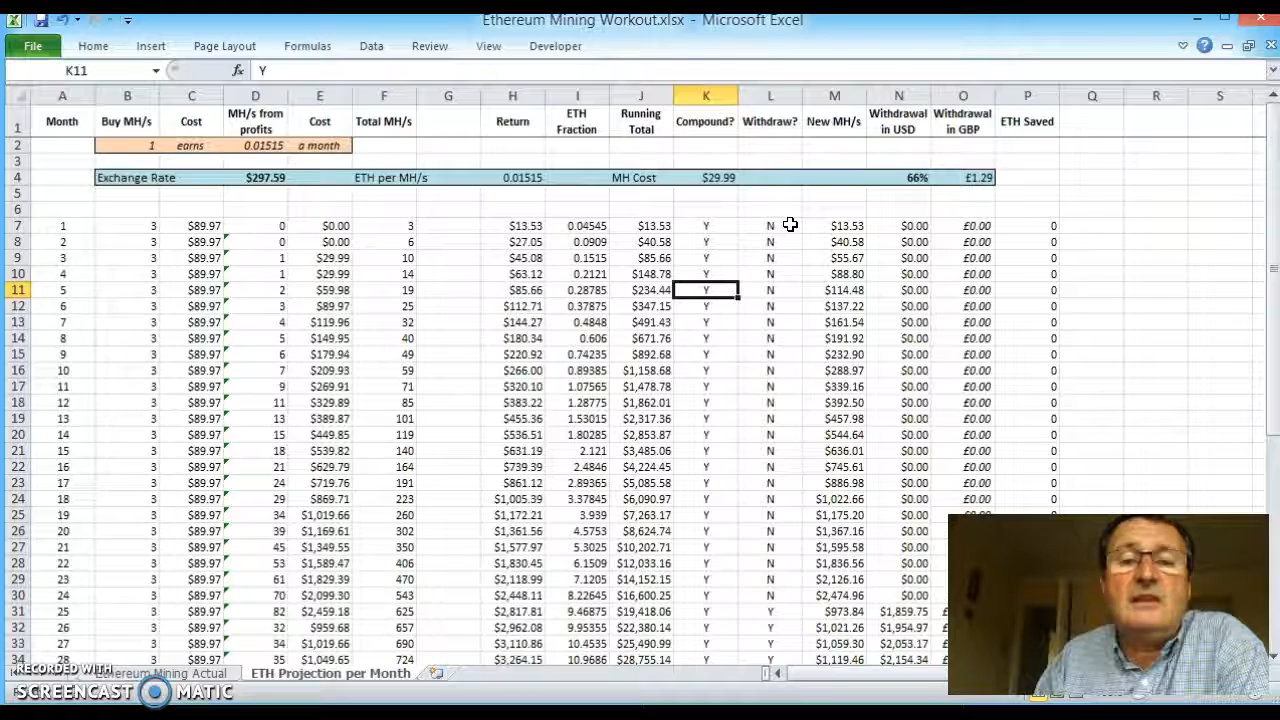 Ethereum Mining Workout.xlsx - Microsoft Excel
File Home Insert Page Layout Formulas Data Review View Developer
K11 fx Y
A B C D E F G H I J K L M N O P Q R S
1 Month Buy MH/s Cost MH/s from profits Cost Total MH/s Return ETH Fraction Running Total Compound? Withdraw? New MH/s Withdrawal in USD Withdrawal in GBP ETH Saved
2 1 earns 0.01515 a month
3
4 Exchange Rate $297.59 ETH per MH/s 0.01515 MH Cost $29.99 66% £1.29
5
6
7 1 3 $89.97 0 $0.00 3 $13.53 0.04545 $13.53 Y N $13.53 $0.00 £0.00 0
8 2 3 $89.97 0 $0.00 6 $27.05 0.0909 $40.58 Y N $40.58 $0.00 £0.00 0
9 3 3 $89.97 1 $29.99 10 $45.08 0.1515 $85.66 Y N $55.67 $0.00 £0.00 0
10 4 3 $89.97 1 $29.99 14 $63.12 0.2121 $148.78 Y N $88.80 $0.00 £0.00 0
11 5 3 $89.97 2 $59.98 19 $85.66 0.28785 $234.44 Y N $114.48 $0.00 £0.00 0
12 6 3 $89.97 3 $89.97 25 $112.71 0.37875 $347.15 Y N $137.22 $0.00 £0.00 0
13 7 3 $89.97 4 $119.96 32 $144.27 0.4848 $491.43 Y N $161.54 $0.00 £0.00 0
14 8 3 $89.97 5 $149.95 40 $180.34 0.606 $671.76 Y N $191.92 $0.00 £0.00 0
15 9 3 $89.97 6 $179.94 49 $220.92 0.74235 $892.68 Y N $232.90 $0.00 £0.00 0
16 10 3 $89.97 7 $209.93 59 $266.00 0.89385 $1,158.68 Y N $288.97 $0.00 £0.00 0
17 11 3 $89.97 9 $269.91 71 $320.10 1.07565 $1,478.78 Y N $339.16 $0.00 £0.00 0
18 12 3 $89.97 11 $329.89 85 $383.22 1.28775 $1,862.01 Y N $392.50 $0.00 £0.00 0
19 13 3 $89.97 13 $389.87 101 $455.36 1.53015 $2,317.36 Y N $457.98 $0.00 £0.00 0
20 14 3 $89.97 15 $449.85 119 $536.51 1.80285 $2,853.87 Y N $544.64 $0.00 £0.00 0
21 15 3 $89.97 18 $539.82 140 $631.19 2.121 $3,485.06 Y N $636.01 $0.00 £0.00 0
22 16 3 $89.97 21 $629.79 164 $739.39 2.4846 $4,224.45 Y N $745.61 $0.00 £0.00 0
23 17 3 $89.97 24 $719.76 191 $861.12 2.89365 $5,085.58 Y N $886.98 $0.00 £0.00 0
24 18 3 $89.97 29 $869.71 223 $1,005.39 3.37845 $6,090.97 Y N $1,022.66 $0.00 £0.00 0
25 19 3 $89.97 34 $1,019.66 260 $1,172.21 3.939 $7,263.17 Y N $1,175.20 $0.00
26 20 3 $89.97 39 $1,169.61 302 $1,361.56 4.5753 $8,624.74 Y N $1,367.16 $0.00
27 21 3 $89.97 45 $1,349.55 350 $1,577.97 5.3025 $10,202.71 Y N $1,595.58 $0.00
28 22 3 $89.97 53 $1,589.47 406 $1,830.45 6.1509 $12,033.16 Y N $1,836.56 $0.00
29 23 3 $89.97 61 $1,829.39 470 $2,118.99 7.1205 $14,152.15 Y N $2,126.16 $0.00
30 24 3 $89.97 70 $2,099.30 543 $2,448.11 8.22645 $16,600.25 Y N $2,474.96 $0.00
31 25 3 $89.97 82 $2,459.18 625 $2,817.81 9.46875 $19,418.06 Y Y $973.84 $1,859.75
32 26 3 $89.97 32 $959.68 657 $2,962.08 9.95355 $22,380.14 Y Y $1,021.26 $1,954.97
33 27 3 $89.97 34 $1,019.66 690 $3,110.86 10.4535 $25,490.99 Y Y $1,059.30 $2,053.17
34 28 3 $89.97 35 $1,049.65 724 $3,264.15 10.9686 $28,755.14 Y Y $1,119.46 $2,154.34
Ethereum Mining Actual ETH Projection per Month
RECORDED WITH
SCREENCAST MATIC